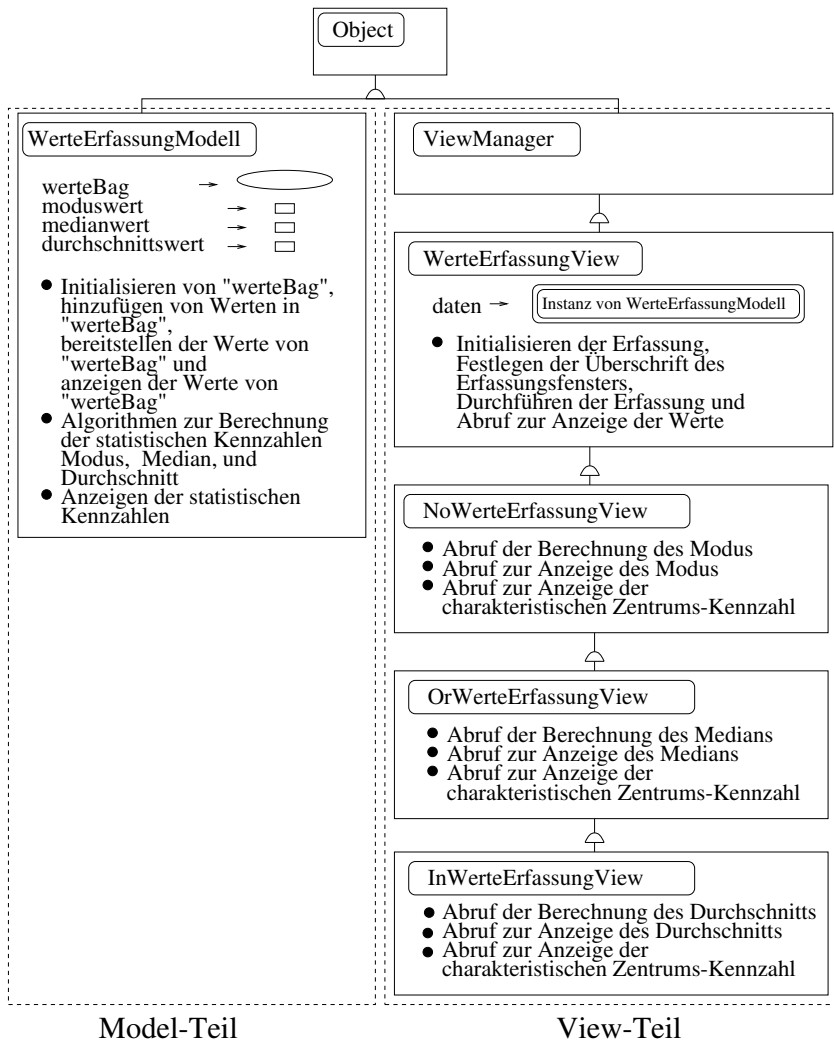 Object
WerteErfassungModell
werteBag
moduswert
medianwert
durchschnittswert
● Initialisieren von "werteBag",
hinzufügen von Werten in
"werteBag",
bereitstellen der Werte von
"werteBag" und
anzeigen der Werte von
"werteBag"
● Algorithmen zur Berechnung
der statistischen Kennzahlen
Modus, Median, und
Durchschnitt
● Anzeigen der statistischen
Kennzahlen
Model-Teil
ViewManager
WerteErfassungView
daten
Instanz von WerteErfassungModell
● Initialisieren der Erfassung,
Festlegen der Überschrift des
Erfassungsfensters,
Durchführen der Erfassung und
Abruf zur Anzeige der Werte
NoWerteErfassungView
● Abruf der Berechnung des Modus
● Abruf zur Anzeige des Modus
● Abruf zur Anzeige der
charakteristischen Zentrums-Kennzahl
OrWerteErfassungView
● Abruf der Berechnung des Medians
● Abruf zur Anzeige des Medians
● Abruf zur Anzeige der
charakteristischen Zentrums-Kennzahl
InWerteErfassungView
● Abruf der Berechnung des Durchschnitts
● Abruf zur Anzeige des Durchschnitts
● Abruf zur Anzeige der
charakteristischen Zentrums-Kennzahl
View-Teil